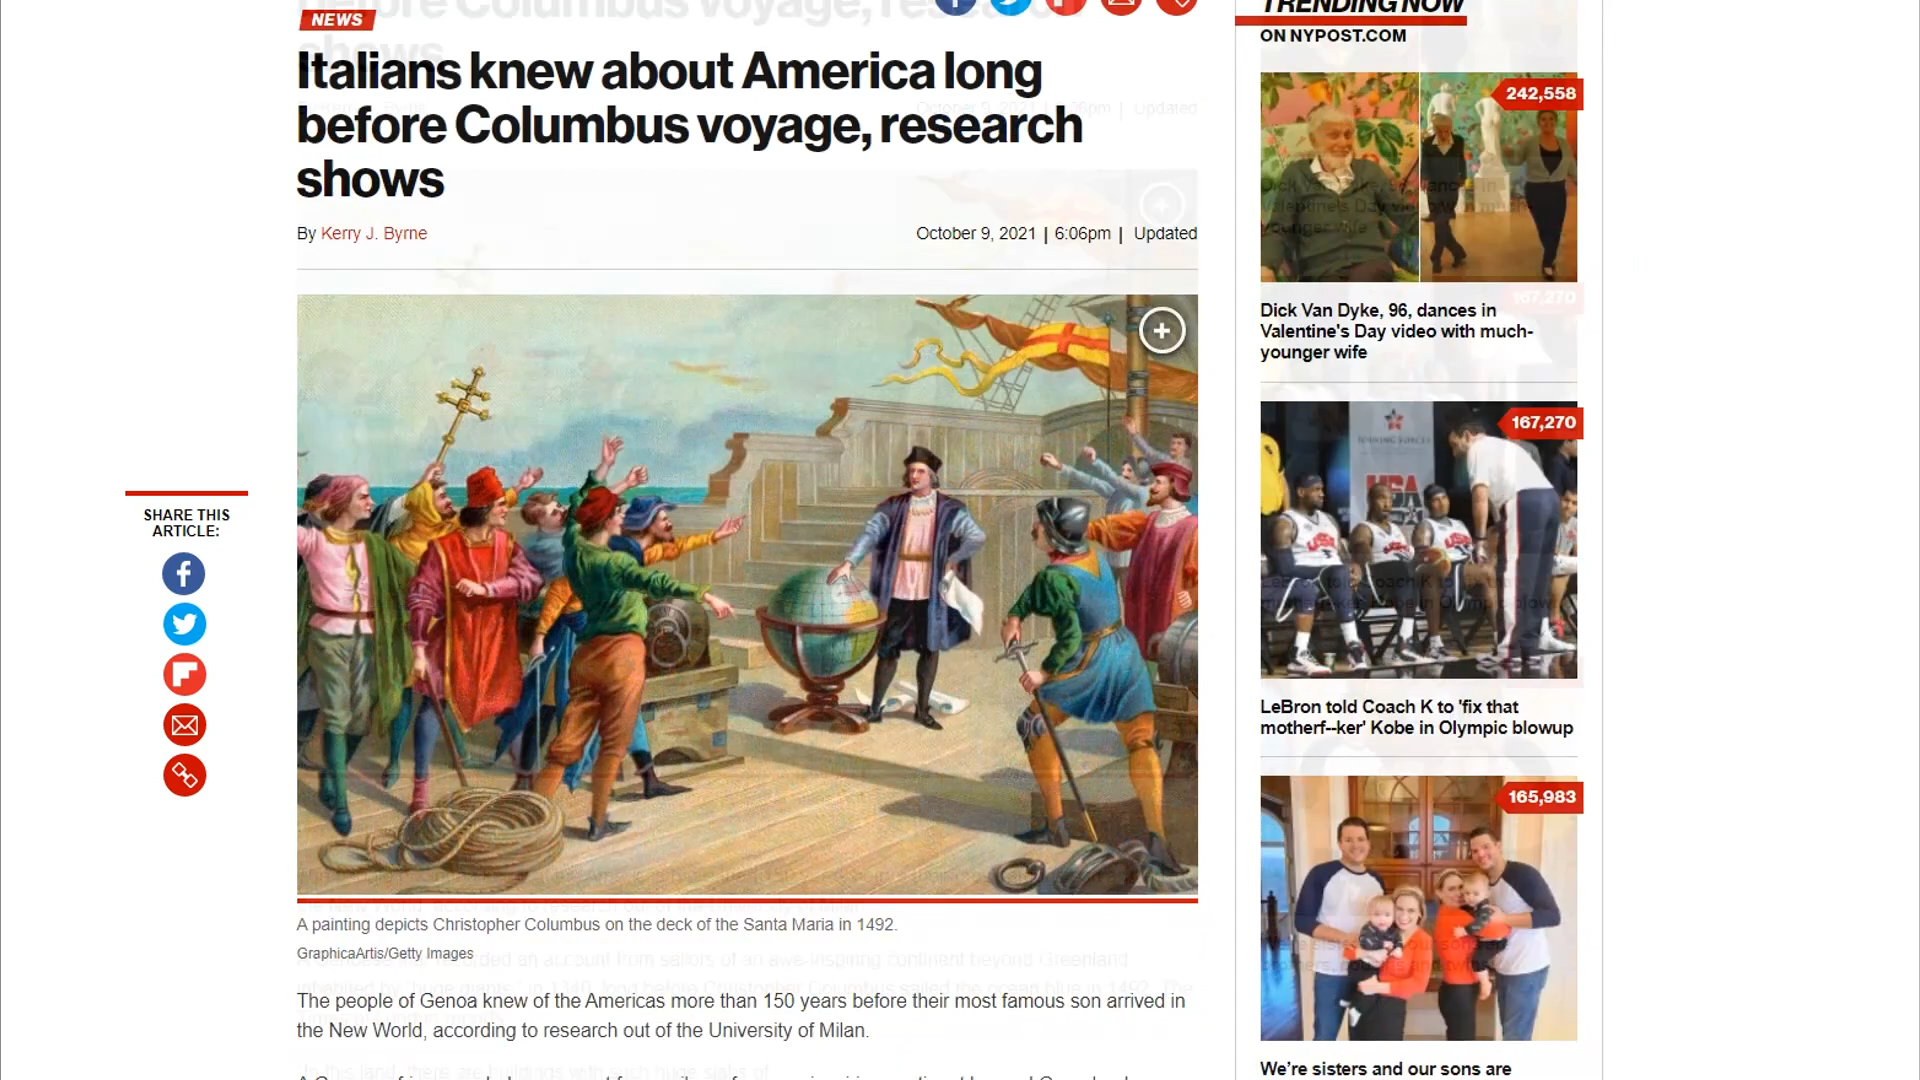 NEWS
Italians knew about America long
before Columbus voyage, research
shows
By Kerry J. Byrne
October 9, 2021 | 6:06pm | Updated
SHARE THIS
ARTICLE:
A painting depicts Christopher Columbus on the deck of the Santa Maria in 1492.
GraphicaArtis/Getty Images
The people of Genoa knew of the Americas more than 150 years before their most famous son arrived in
the New World, according to research out of the University of Milan.
TRENDING NOW
ON NYPOST.COM
242,558
Dick Van Dyke, 96, dances in
Valentine's Day video with much-
younger wife
167,270
LeBron told Coach K to 'fix that
motherf--ker' Kobe in Olympic blowup
165,983
We're sisters and our sons are